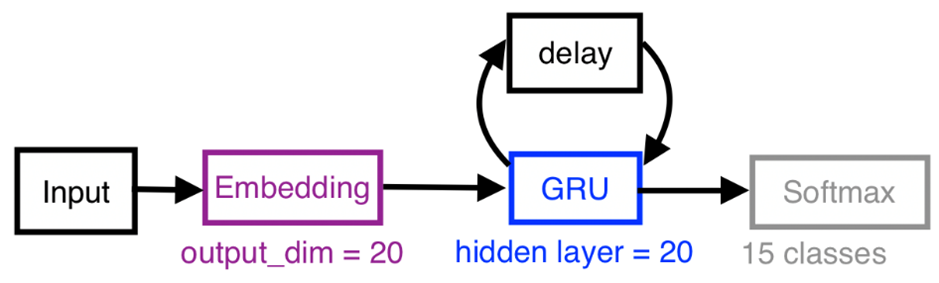 delay
Input
Embedding
GRU
Softmax
output_dim = 20
hidden layer = 20
15 classes